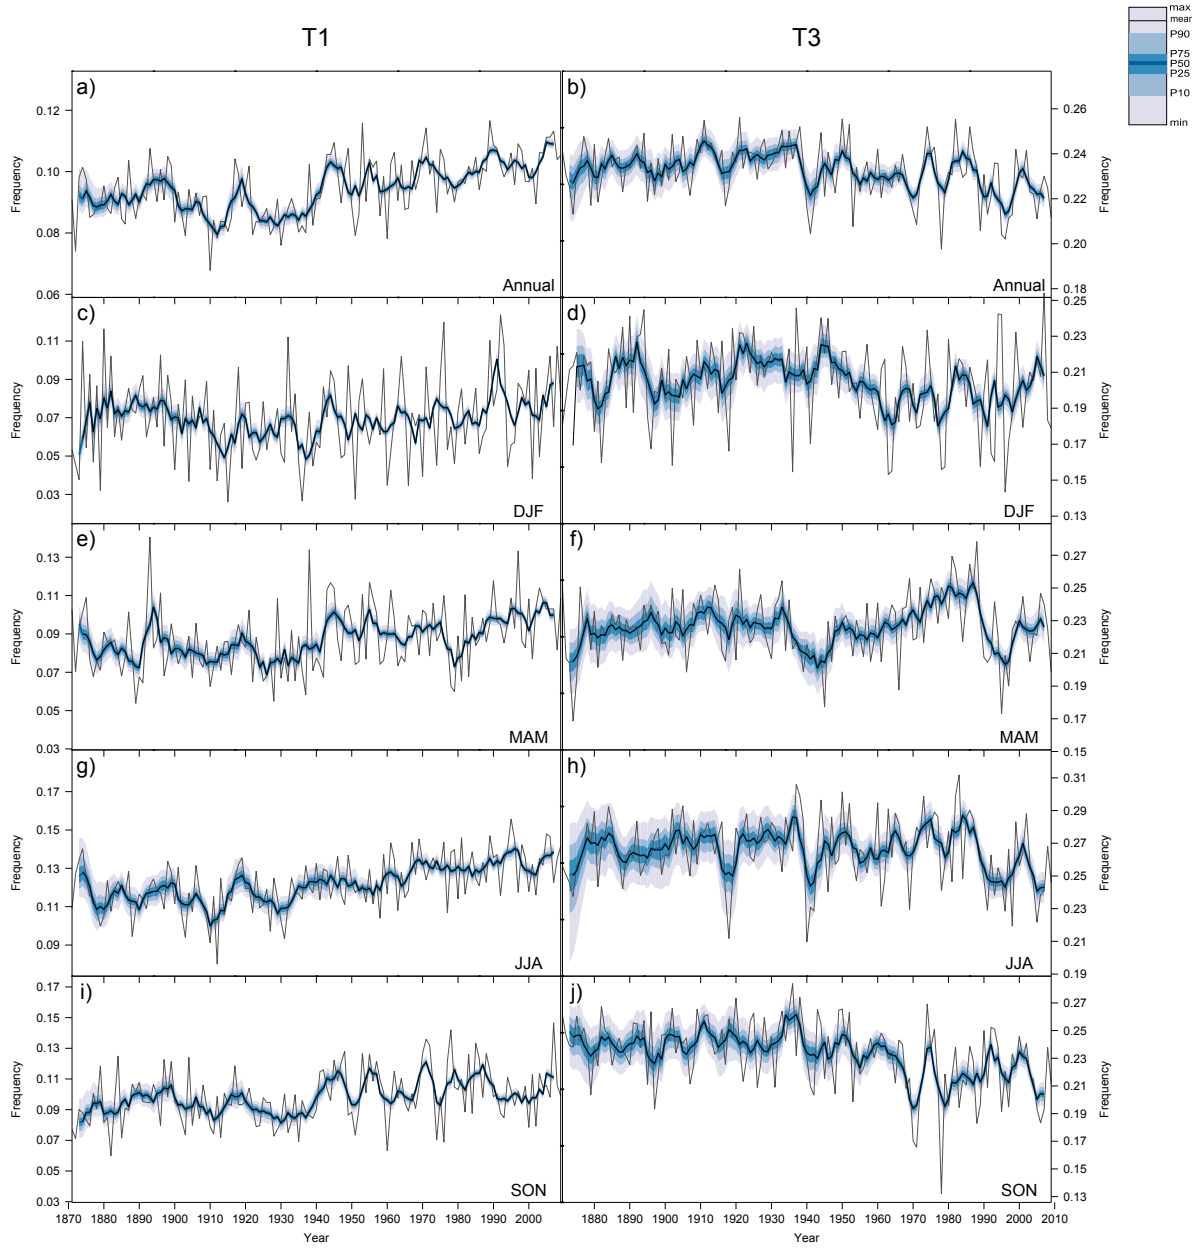 T1
T3
max
mear
P90
P75
P50
P25
P10
min
a)
0.12
0.10
0.08
0.06
Frequency
Annual
b)
0.26
0.24
0.22
0.20
0.18
Frequency
Annual
c)
0.11
0.09
0.07
0.05
0.03
Frequency
DJF
d)
0.25
0.23
0.21
0.19
0.17
0.15
0.13
Frequency
DJF
e)
0.13
0.11
0.09
0.07
0.05
0.03
Frequency
MAM
f)
0.27
0.25
0.23
0.21
0.19
0.17
0.15
Frequency
MAM
g)
0.17
0.15
0.13
0.11
0.09
Frequency
JJA
h)
0.31
0.29
0.27
0.25
0.23
0.21
0.19
Frequency
JJA
i)
0.17
0.15
0.13
0.11
0.09
0.07
0.05
0.03
Frequency
SON
j)
0.27
0.25
0.23
0.21
0.19
0.17
0.15
0.13
Frequency
SON
1870 1880 1890 1900 1910 1920 1930 1940 1950 1960 1970 1980 1990 2000
Year
1880 1890 1900 1910 1920 1930 1940 1950 1960 1970 1980 1990 2000 2010
Year